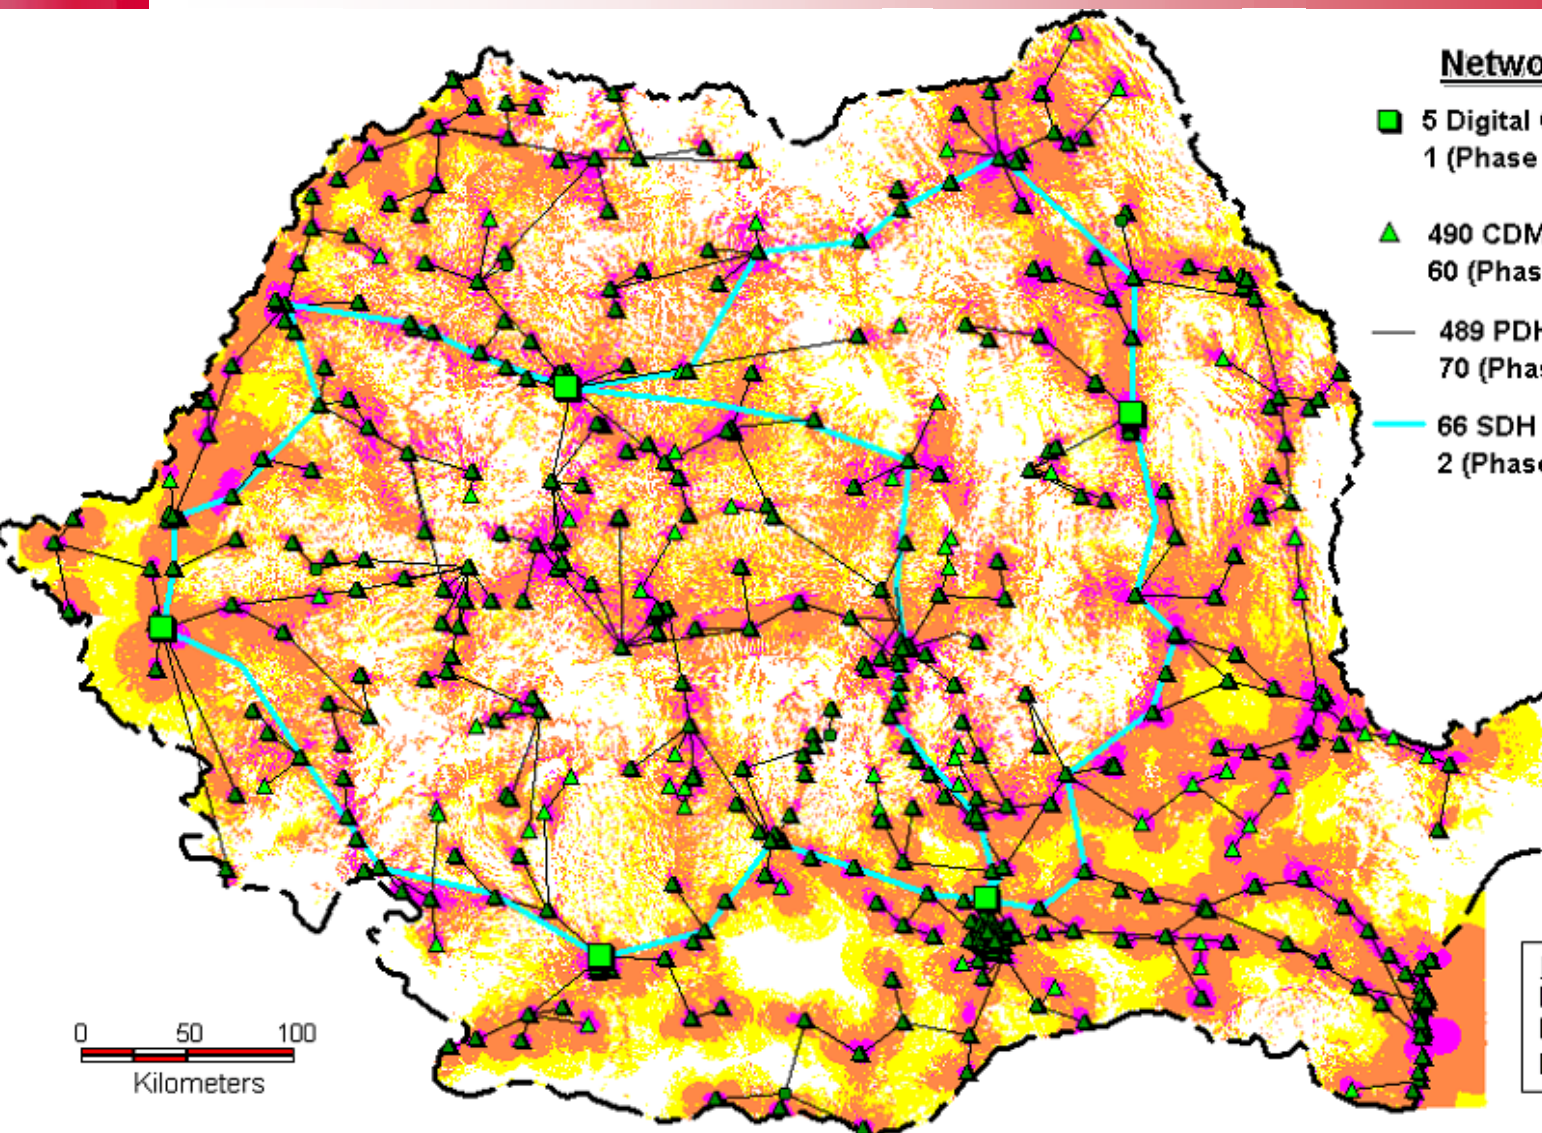 Netwo
5 Digital
1 (Phase
490 CDM
60 (Phas
489 PDH
70 (Phas
66 SDH
2 (Phase
0 50 100
Kilometers